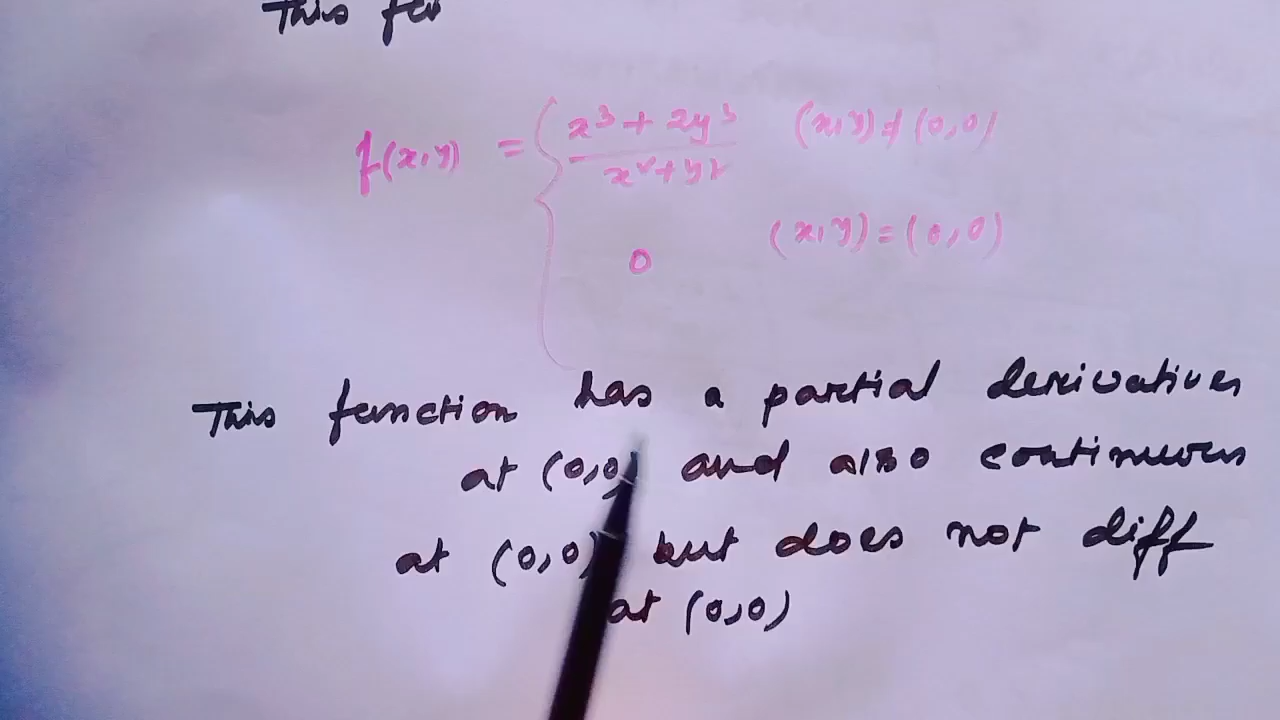 This
f(x,y) = { x³ + 2y³ / x² + y² (x,y) ≠ (0,0)
0 (x,y) = (0,0)
This function has a partial derivatives
at (0,0) and also continuous
at (0,0) but does not diff
at (0,0)